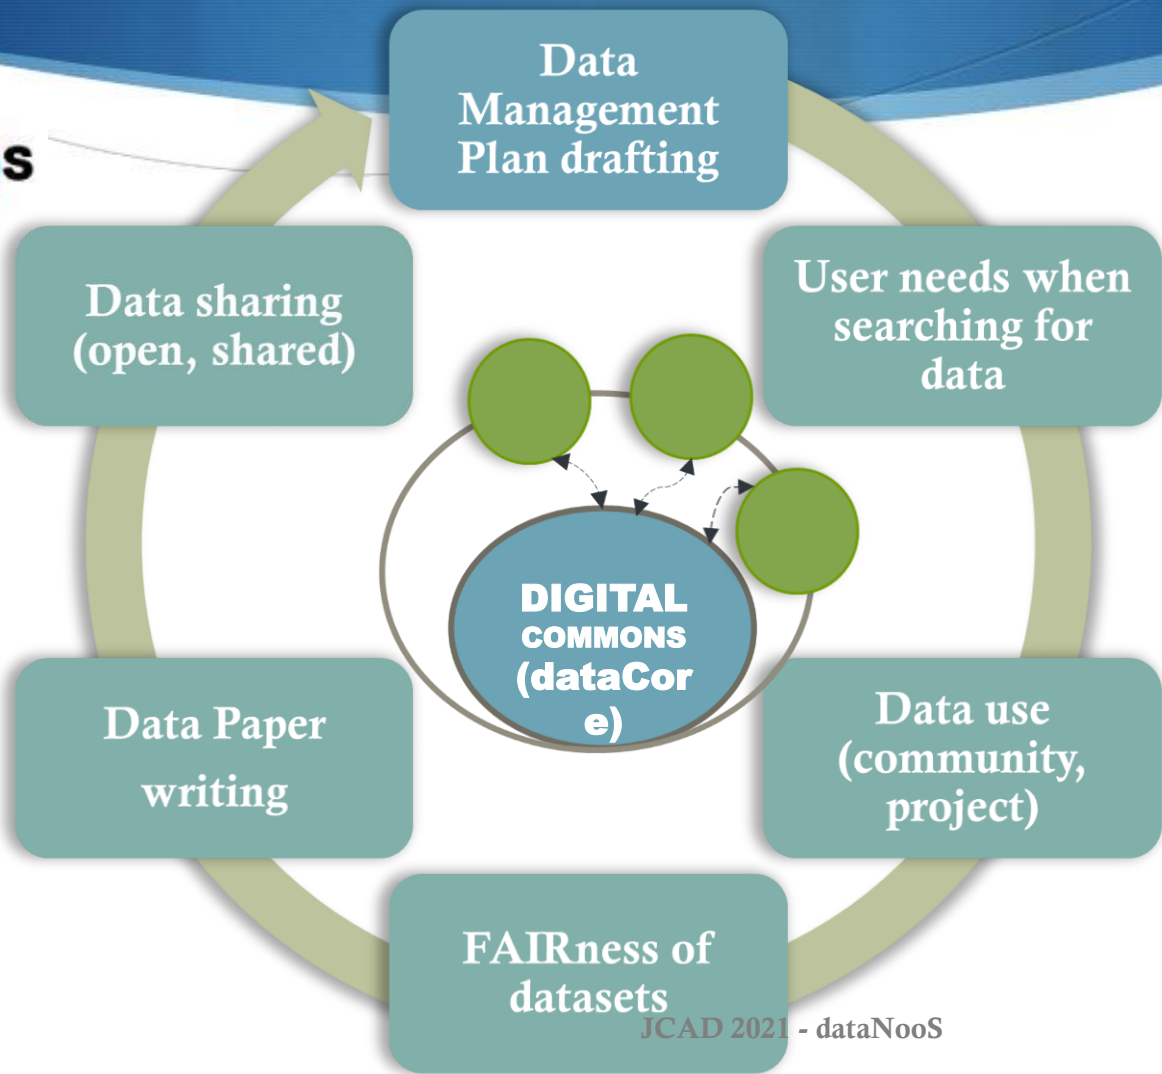 Data
Management
Plan drafting
s
Data sharing
(open, shared)
User needs when
searching for
data
DIGITAL
COMMONS
(dataCor
e)
Data Paper
writing
Data use
(community,
project)
FAIRness of
datasets
JCAD 2021 - dataNooS